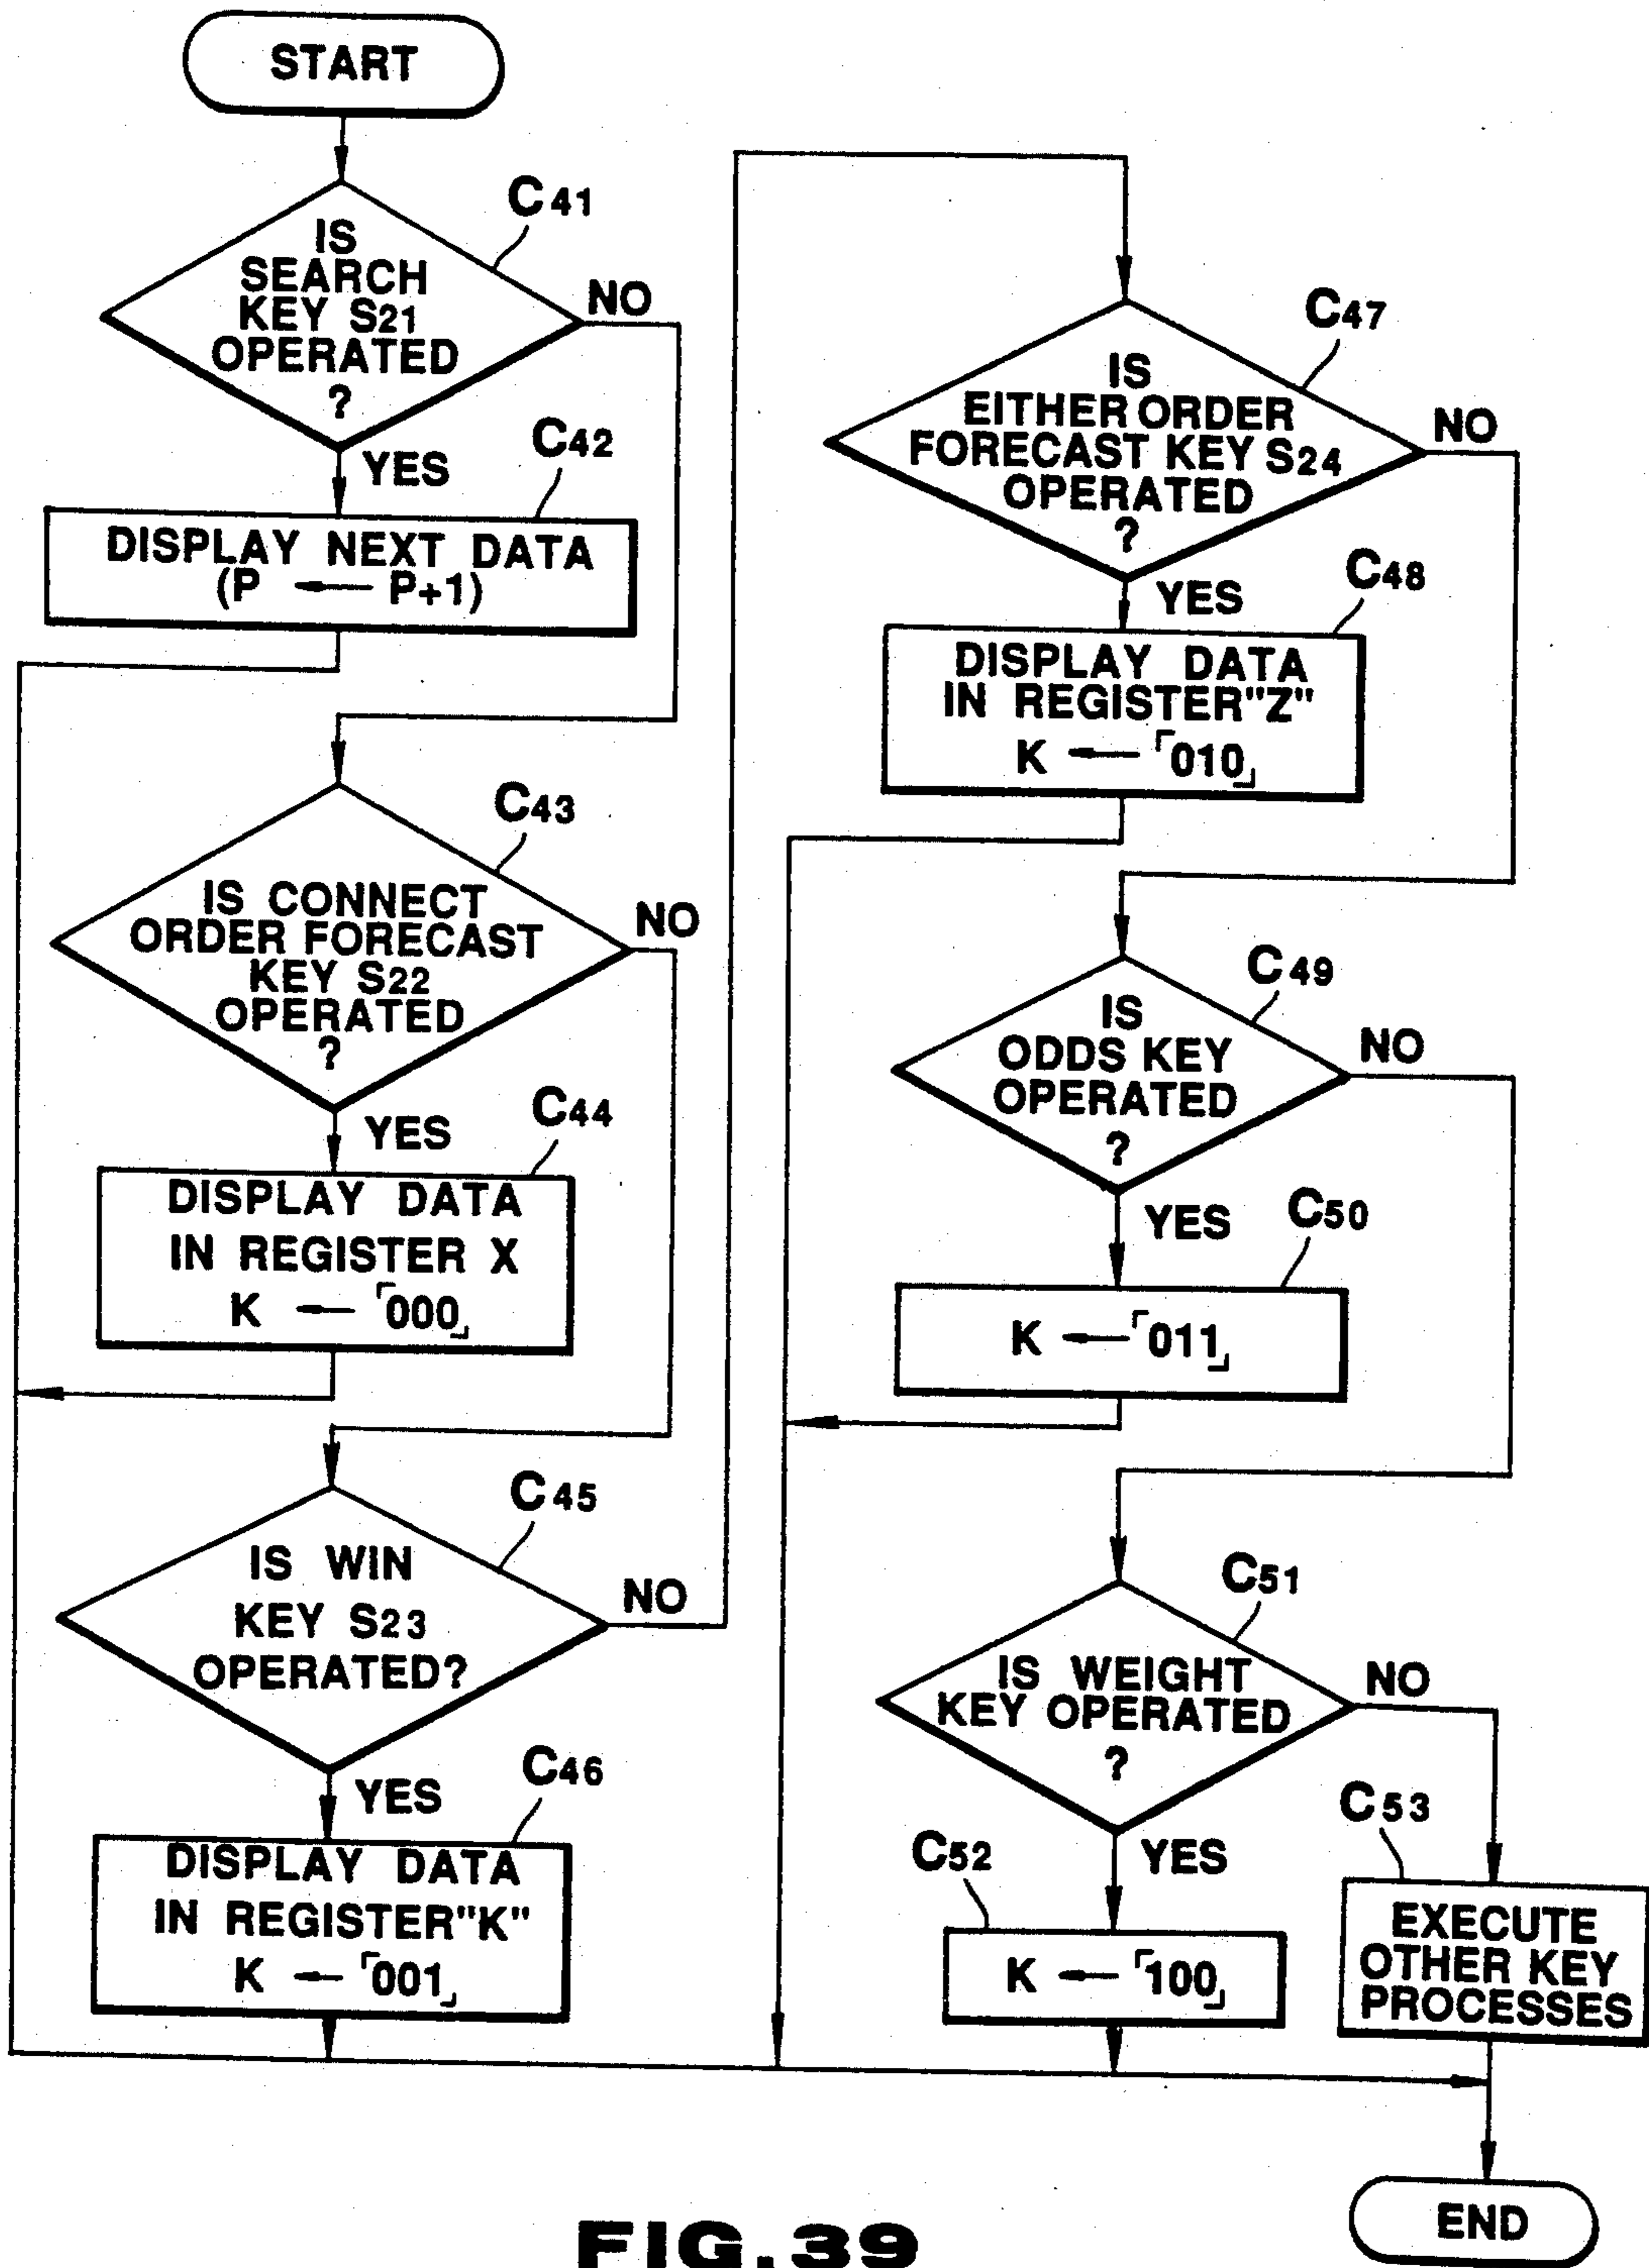 START
C41
IS
SEARCH
KEY S21
OPERATED
?
NO
YES
C42
DISPLAY NEXT DATA
(P ← P+1)
C43
IS CONNECT
ORDER FORECAST
KEY S22
OPERATED
?
NO
YES
C44
DISPLAY DATA
IN REGISTER X
K ← 「000」
C45
IS WIN
KEY S23
OPERATED?
NO
YES
C46
DISPLAY DATA
IN REGISTER"K"
K ← 「001」
C47
IS
EITHER ORDER
FORECAST KEY S24
OPERATED
?
NO
YES
C48
DISPLAY DATA
IN REGISTER"Z"
K ← 「010」
C49
IS
ODDS KEY
OPERATED
?
NO
YES
C50
K ← 「011」
C51
IS WEIGHT
KEY OPERATED
?
NO
YES
C52
K ← 「100」
C53
EXECUTE
OTHER KEY
PROCESSES
END
FIG.39